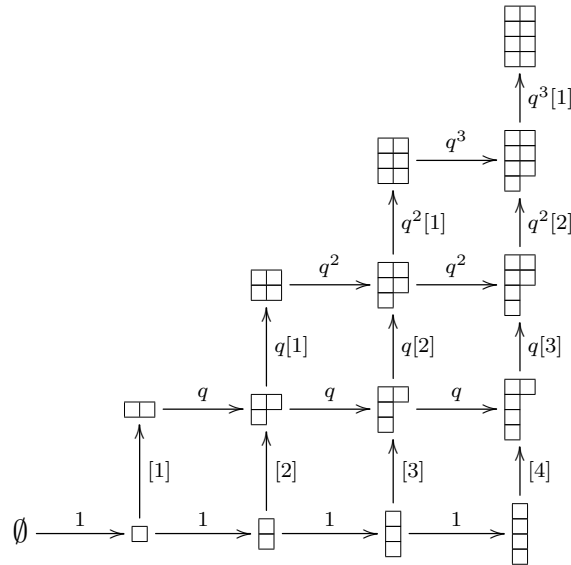 q^3[1]
q^3
q^2[1] q^2[2]
q^2 q^2
q[1] q[2] q[3]
q q q
[1] [2] [3] [4]
∅ 1 1 1 1